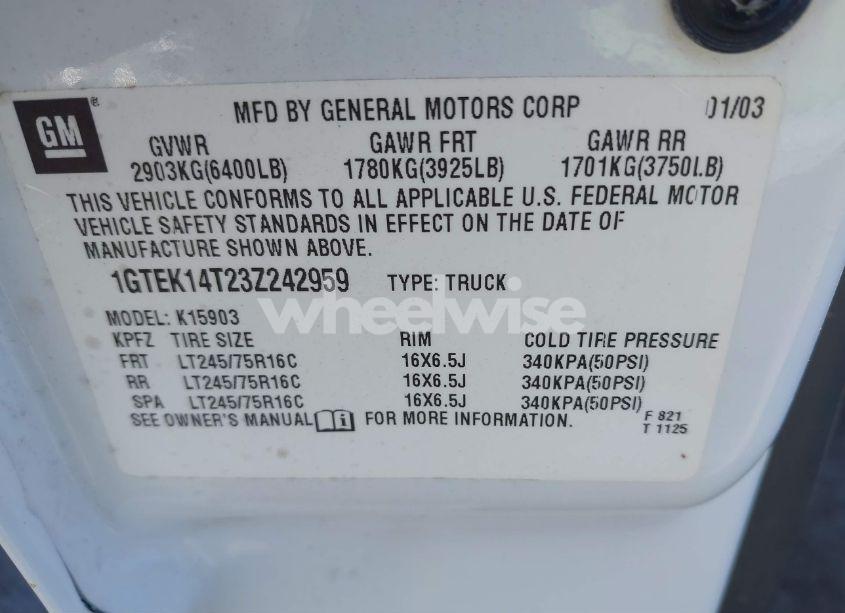 GM ®
MFD BY GENERAL MOTORS CORP 01/03
GVWR GAWR FRT GAWR RR
2903KG(6400LB) 1780KG(3925LB) 1701KG(3750LB)
THIS VEHICLE CONFORMS TO ALL APPLICABLE U.S. FEDERAL MOTOR
VEHICLE SAFETY STANDARDS IN EFFECT ON THE DATE OF
MANUFACTURE SHOWN ABOVE.
1GTEK14T23Z242959 TYPE: TRUCK
wheelwise
MODEL: K15903
KPFZ TIRE SIZE RIM COLD TIRE PRESSURE
FRT LT245/75R16C 16X6.5J 340KPA(50PSI)
RR LT245/75R16C 16X6.5J 340KPA(50PSI)
SPA LT245/75R16C 16X6.5J 340KPA(50PSI)
SEE OWNER'S MANUAL i FOR MORE INFORMATION.
F 821
T 1125